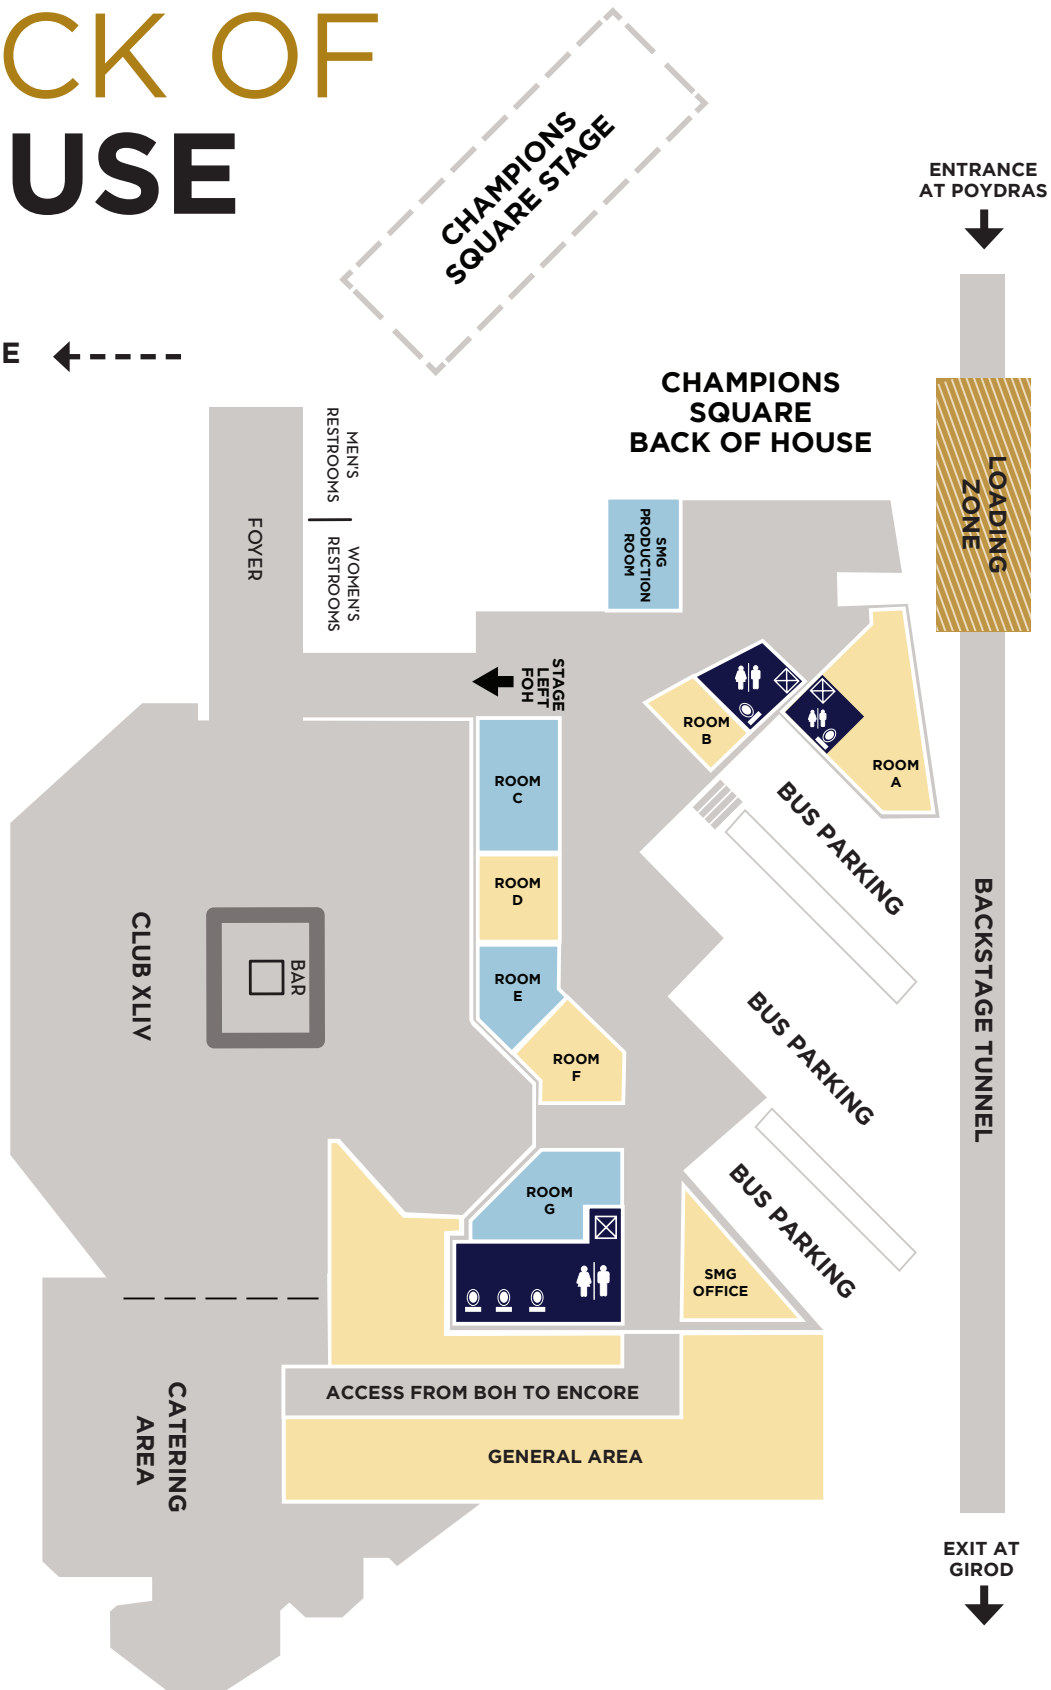 CK OF
USE
CHAMPIONS
SQUARE STAGE
ENTRANCE
AT POYDRAS
E
CHAMPIONS
SQUARE
BACK OF HOUSE
LOADING
ZONE
MEN'S
RESTROOMS
WOMEN'S
RESTROOMS
FOYER
SMG
PRODUCTION
ROOM
STAGE
LEFT
FOH
ROOM
B
ROOM
A
ROOM
C
BUS PARKING
ROOM
D
BACKSTAGE TUNNEL
CLUB XLIV
BAR
ROOM
E
BUS PARKING
ROOM
F
ROOM
G
BUS PARKING
SMG
OFFICE
ACCESS FROM BOH TO ENCORE
CATERING
AREA
GENERAL AREA
EXIT AT
GIROD